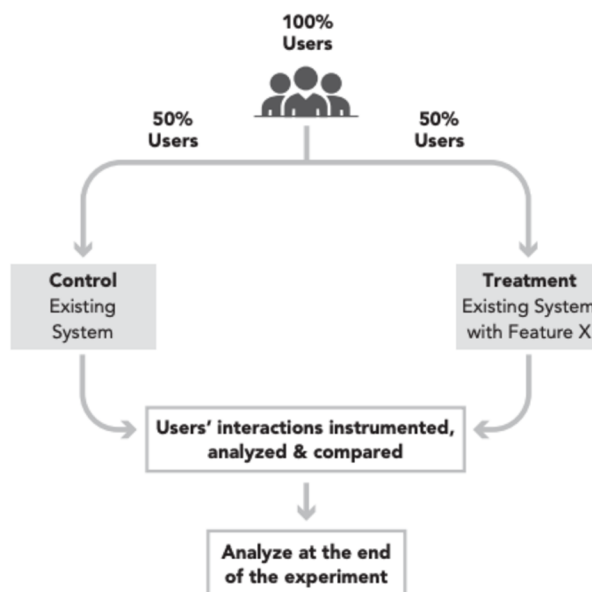 100%
Users
50%
Users
50%
Users
Control
Existing
System
Treatment
Existing System
with Feature X
Users’ interactions instrumented,
analyzed & compared
Analyze at the end
of the experiment